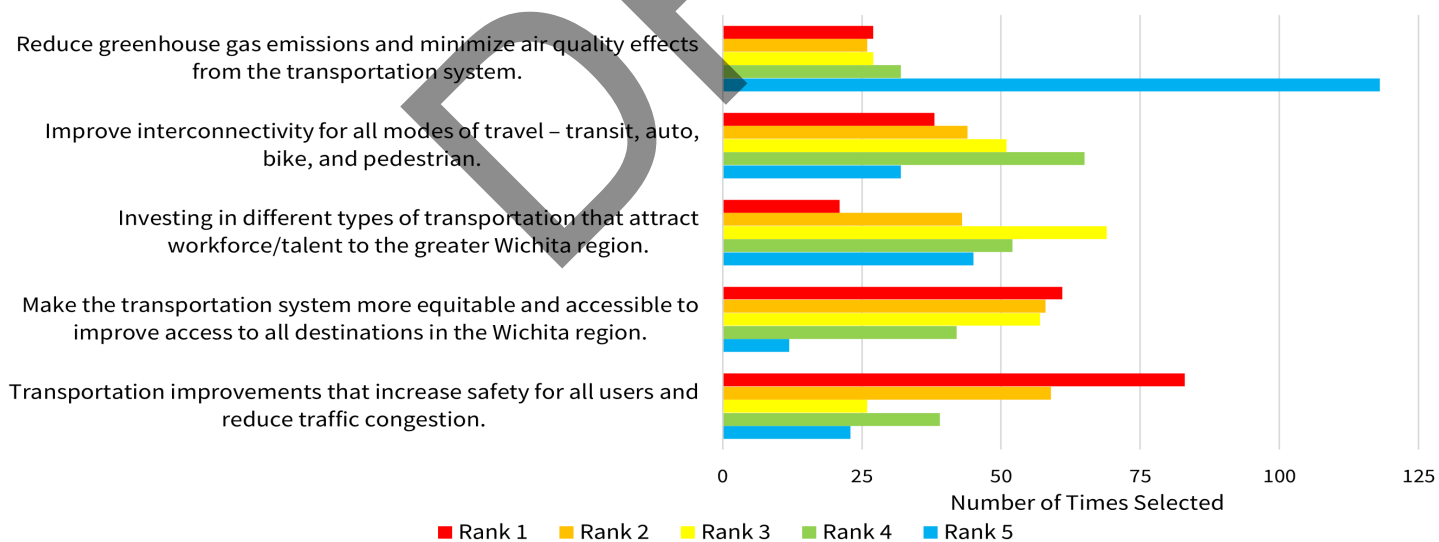 Reduce greenhouse gas emissions and minimize air quality effects
from the transportation system.
Improve interconnectivity for all modes of travel – transit, auto,
bike, and pedestrian.
Investing in different types of transportation that attract
workforce/talent to the greater Wichita region.
Make the transportation system more equitable and accessible to
improve access to all destinations in the Wichita region.
Transportation improvements that increase safety for all users and
reduce traffic congestion.
0 25 50 75 100 125
Number of Times Selected
Rank 1 Rank 2 Rank 3 Rank 4 Rank 5